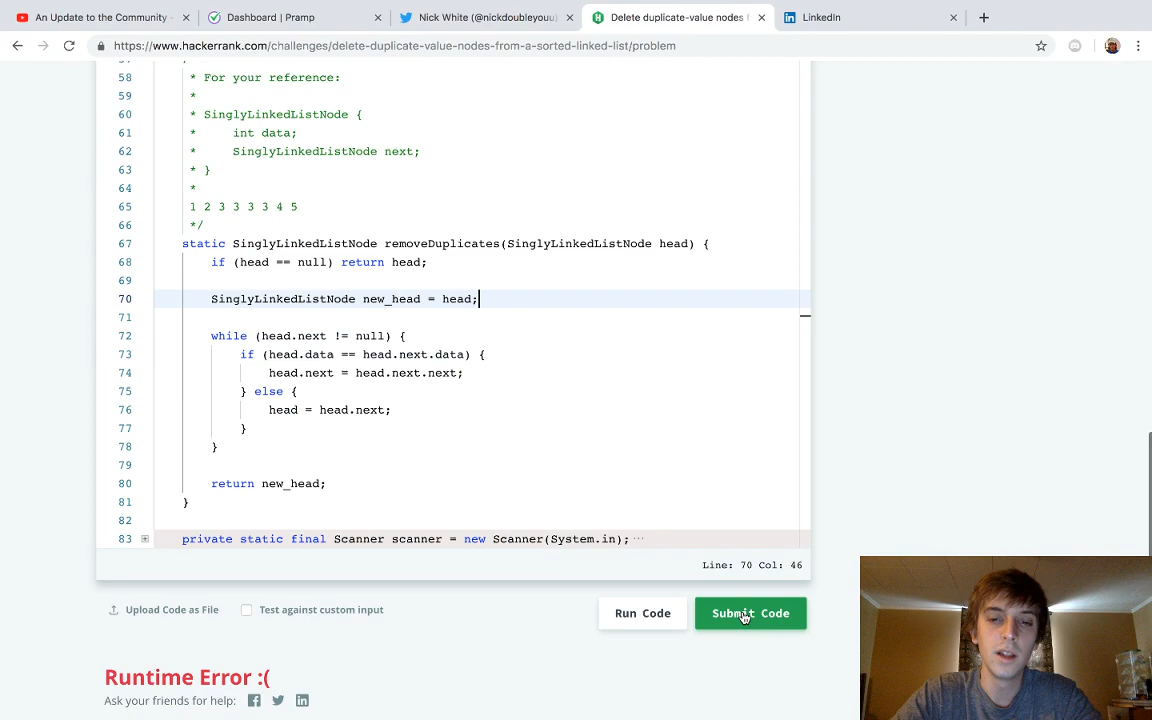 An Update to the Community -
Dashboard | Pramp
Nick White (@nickdoubleyouu)
Delete duplicate-value nodes f
LinkedIn
https://www.hackerrank.com/challenges/delete-duplicate-value-nodes-from-a-sorted-linked-list/problem
58 * For your reference:
59 *
60 * SinglyLinkedListNode {
61 * int data;
62 * SinglyLinkedListNode next;
63 * }
64 *
65 1 2 3 3 3 3 4 5
66 */
67 static SinglyLinkedListNode removeDuplicates(SinglyLinkedListNode head) {
68 if (head == null) return head;
69
70 SinglyLinkedListNode new_head = head;
71
72 while (head.next != null) {
73 if (head.data == head.next.data) {
74 head.next = head.next.next;
75 } else {
76 head = head.next;
77 }
78 }
79
80 return new_head;
81 }
82
83 private static final Scanner scanner = new Scanner(System.in); ···
Line: 70 Col: 46
Upload Code as File
Test against custom input
Run Code
Submit Code
Runtime Error :(
Ask your friends for help: